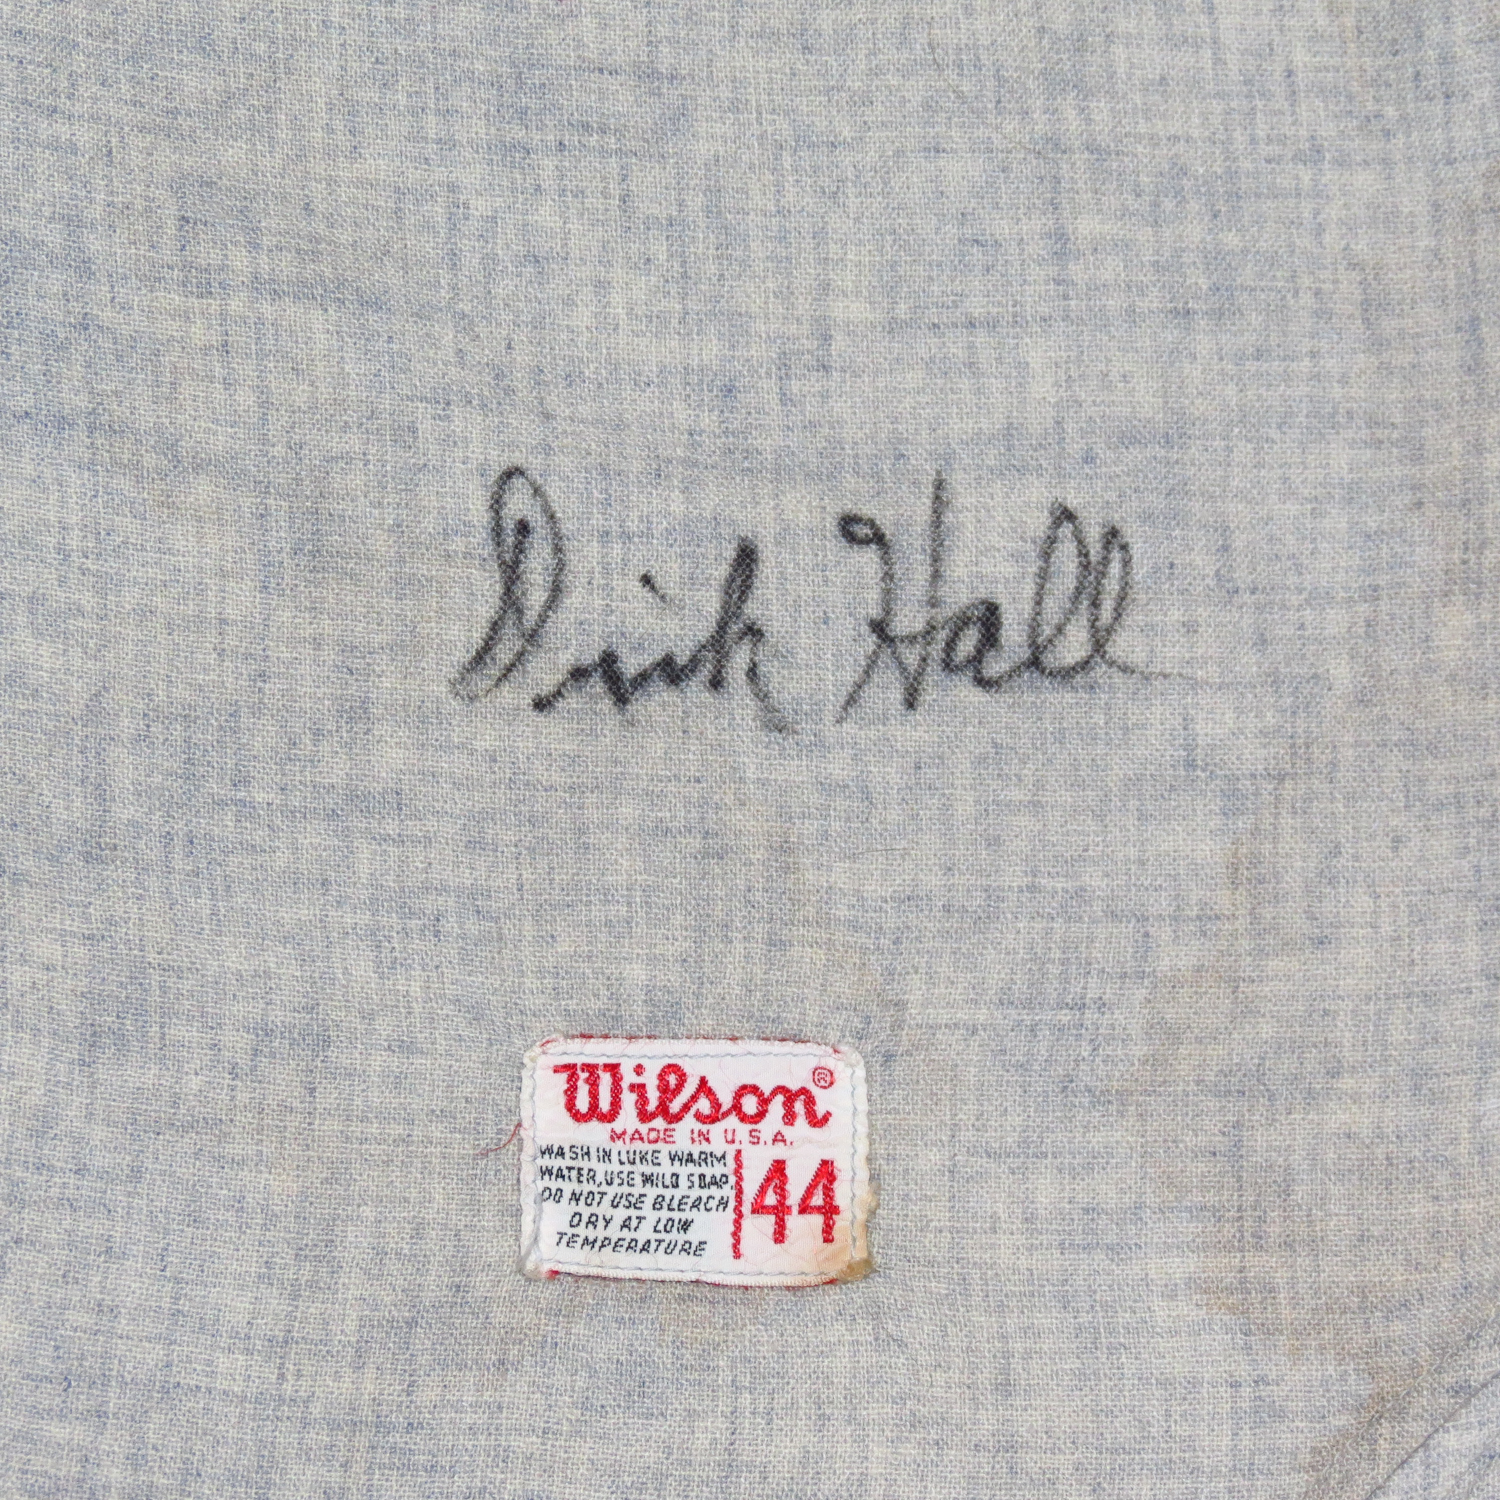 Dick Hall
Wilson®
MADE IN U.S.A.
WASH IN LUKE WARM
WATER, USE MILD SOAP.
DO NOT USE BLEACH
DRY AT LOW
TEMPERATURE
44